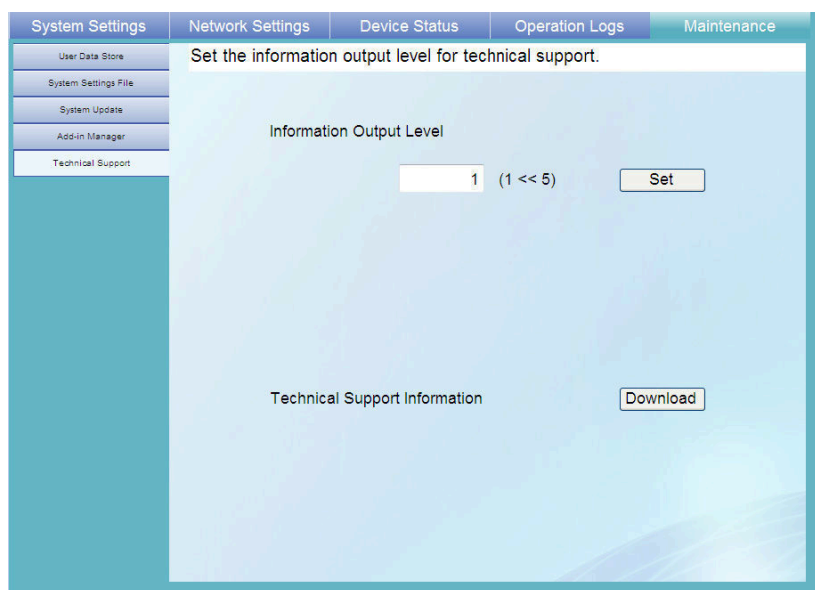 System Settings Network Settings Device Status Operation Logs Maintenance
User Data Store
System Settings File
System Update
Add-in Manager
Technical Support
Set the information output level for technical support.
Information Output Level
1 (1 << 5) Set
Technical Support Information Download